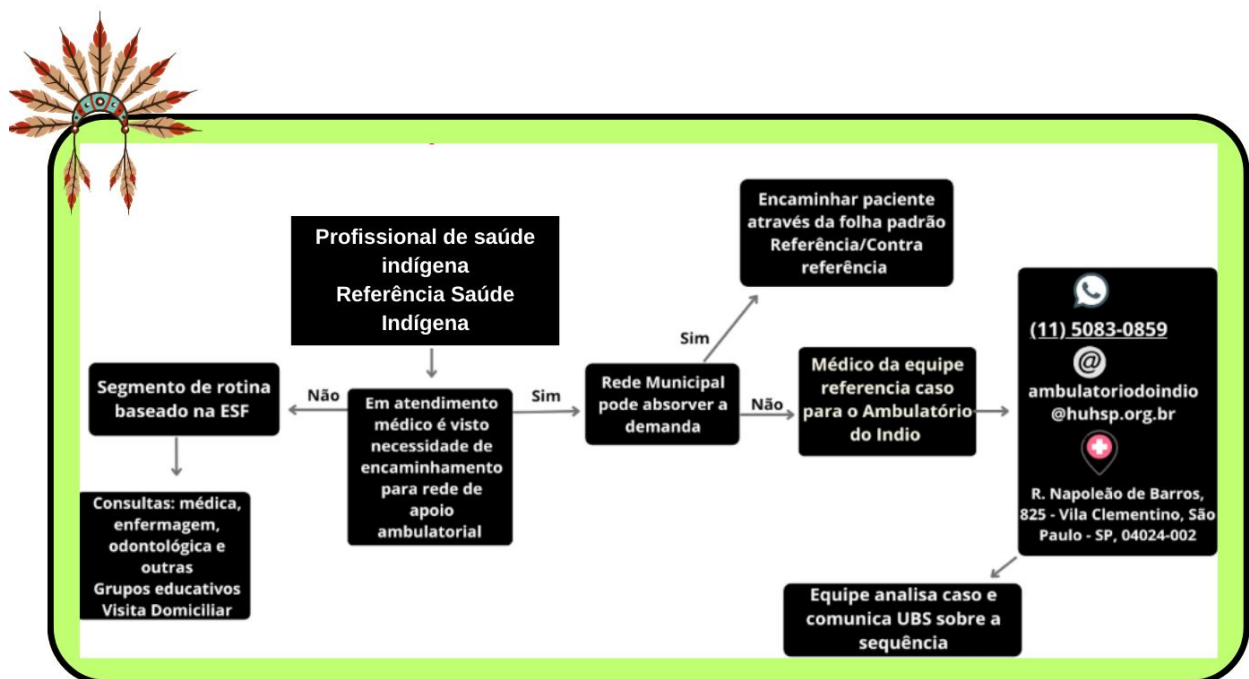 Profissional de saúde
indígena
Referência Saúde
Indígena
Em atendimento
médico é visto
necessidade de
encaminhamento
para rede de
apoio
ambulatorial
Não
Segmento de rotina
baseado na ESF
Consultas: médica,
enfermagem,
odontológica e
outras
Grupos educativos
Visita Domiciliar
Sim
Rede Municipal
pode absorver a
demanda
Sim
Encaminhar paciente
através da folha padrão
Referência/Contra
referência
Não
Médico da equipe
referencia caso
para o Ambulatório
do Indio
(11) 5083-0859
@
ambulatoriodoindio
@huhsp.org.br
R. Napoleão de Barros,
825 - Vila Clementino, São
Paulo - SP, 04024-002
Equipe analisa caso e
comunica UBS sobre a
sequência